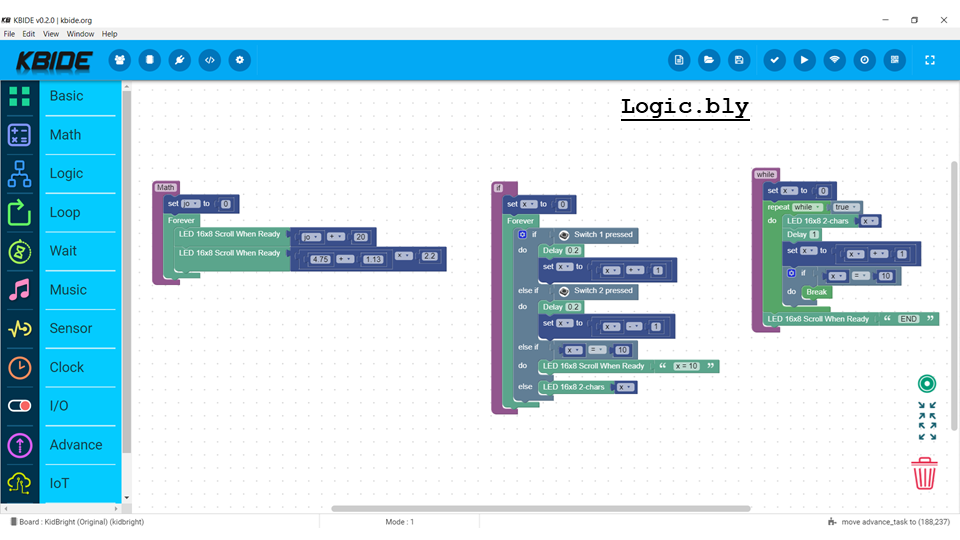 KBIDE v0.2.0 | kbide.org
File Edit View Window Help
KBIDE
Logic.bly
Basic
Math
Logic
Loop
Wait
Music
Sensor
Clock
I/O
Advance
IoT
Math
set jo to 0
Forever
LED 16x8 Scroll When Ready jo + 20
LED 16x8 Scroll When Ready 4.75 + 1.13 × 2.2
if
set x to 0
Forever
if Switch 1 pressed
do Delay 0.2
set x to x + 1
else if Switch 2 pressed
do Delay 0.2
set x to x - 1
else if x = 10
do LED 16x8 Scroll When Ready “ x = 10 ”
else LED 16x8 2-chars x
while
set x to 0
repeat while true
do LED 16x8 2-chars x
Delay 1
set x to x + 1
if x = 10
do Break
LED 16x8 Scroll When Ready “ END ”
Board : KidBright (Original) (kidbright)
Mode : 1
move advance_task to (188,237)